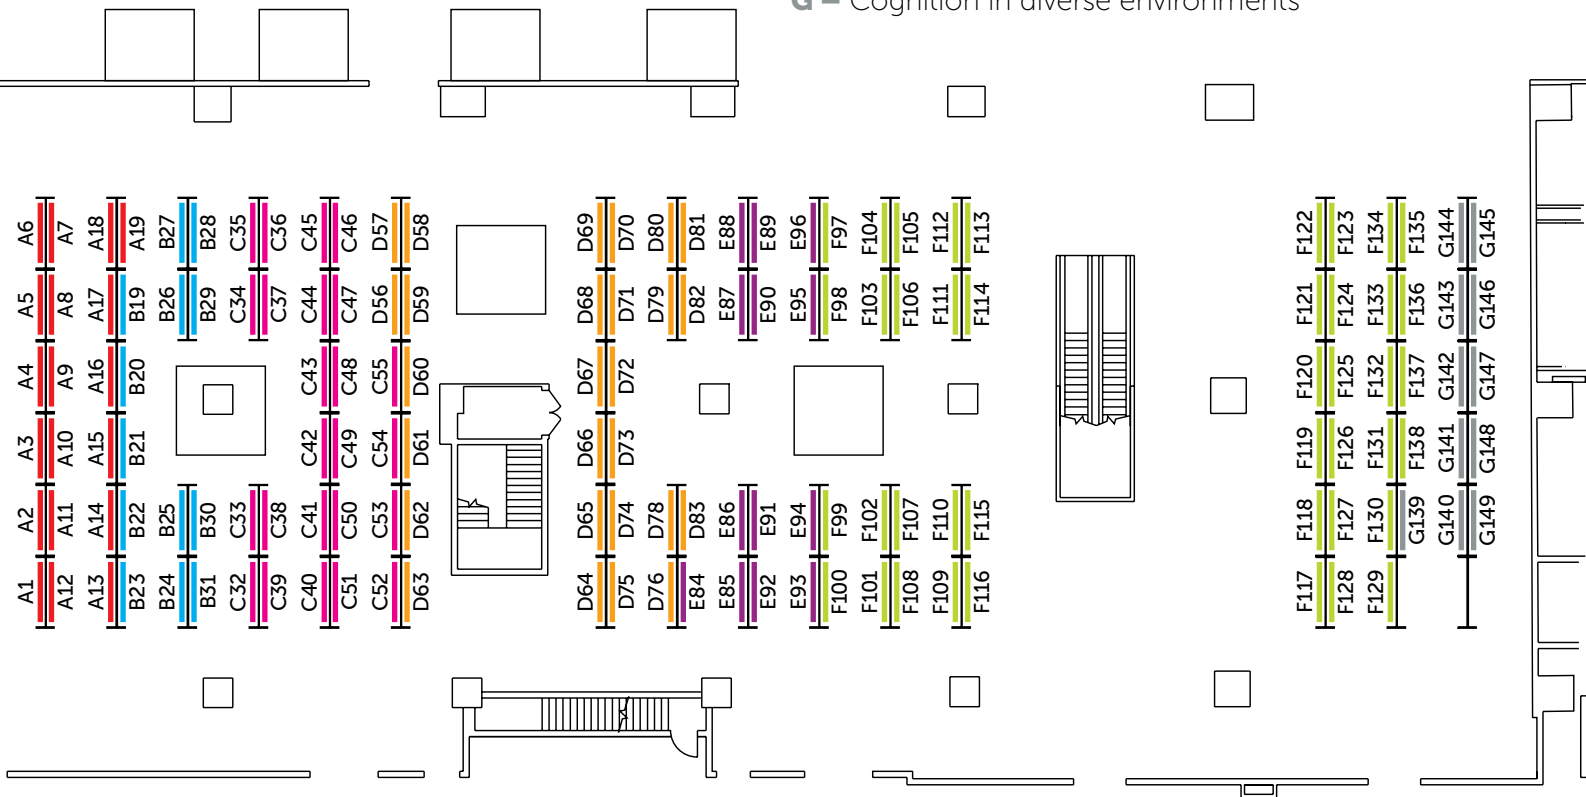 G – Cognition in diverse environments
A6 A7 A18 A19 B27 B28 C35 C36 C45 C46 D57 D58 D69 D70 D80 D81 E88 E89 E96 F97 F104 F105 F112 F113 F122 F123 F134 F135 G144 G145
A5 A8 A17 B19 B26 B29 C34 C37 C44 C47 D56 D59 D68 D71 D79 D82 E87 E90 E95 F98 F103 F106 F111 F114 F121 F124 F133 F136 G143 G146
A4 A9 A16 B20 C43 C48 C55 D60 D67 D72 F120 F125 F132 F137 G142 G147
A3 A10 A15 B21 C42 C49 C54 D61 D66 D73 F119 F126 F131 F138 G141 G148
A2 A11 A14 B22 B25 B30 C33 C38 C41 C50 C53 D62 D65 D74 D78 D83 E86 E91 E94 F99 F102 F107 F110 F115 F118 F127 F130 G139 G140 G149
A1 A12 A13 B23 B24 B31 C32 C39 C40 C51 C52 D63 D64 D75 D76 E84 E85 E92 E93 F100 F101 F108 F109 F116 F117 F128 F129